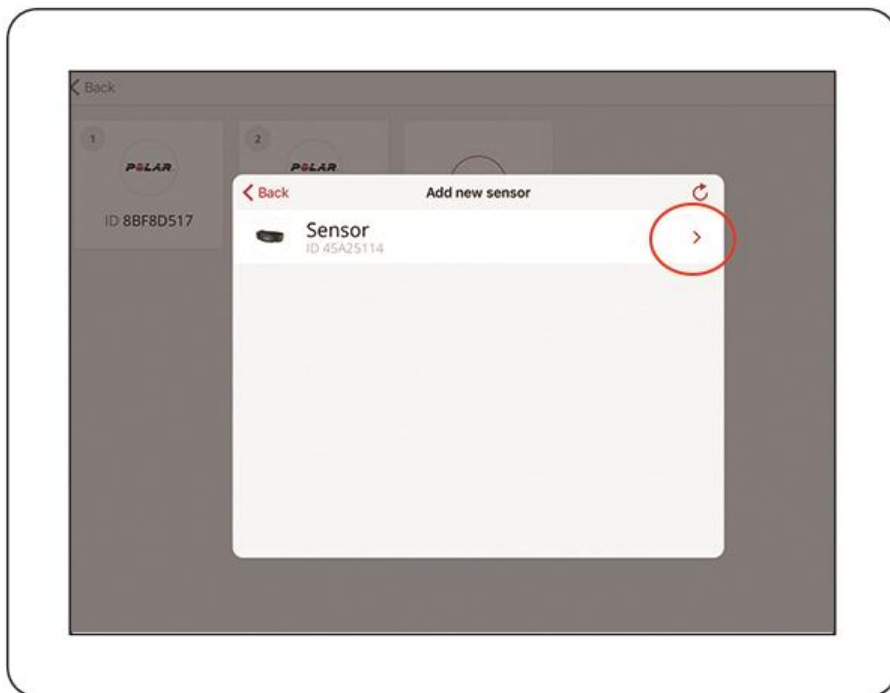 Back
1
POLAR
ID 8BF8D517
2
POLAR
Back
Add new sensor
Sensor
ID 45A25114